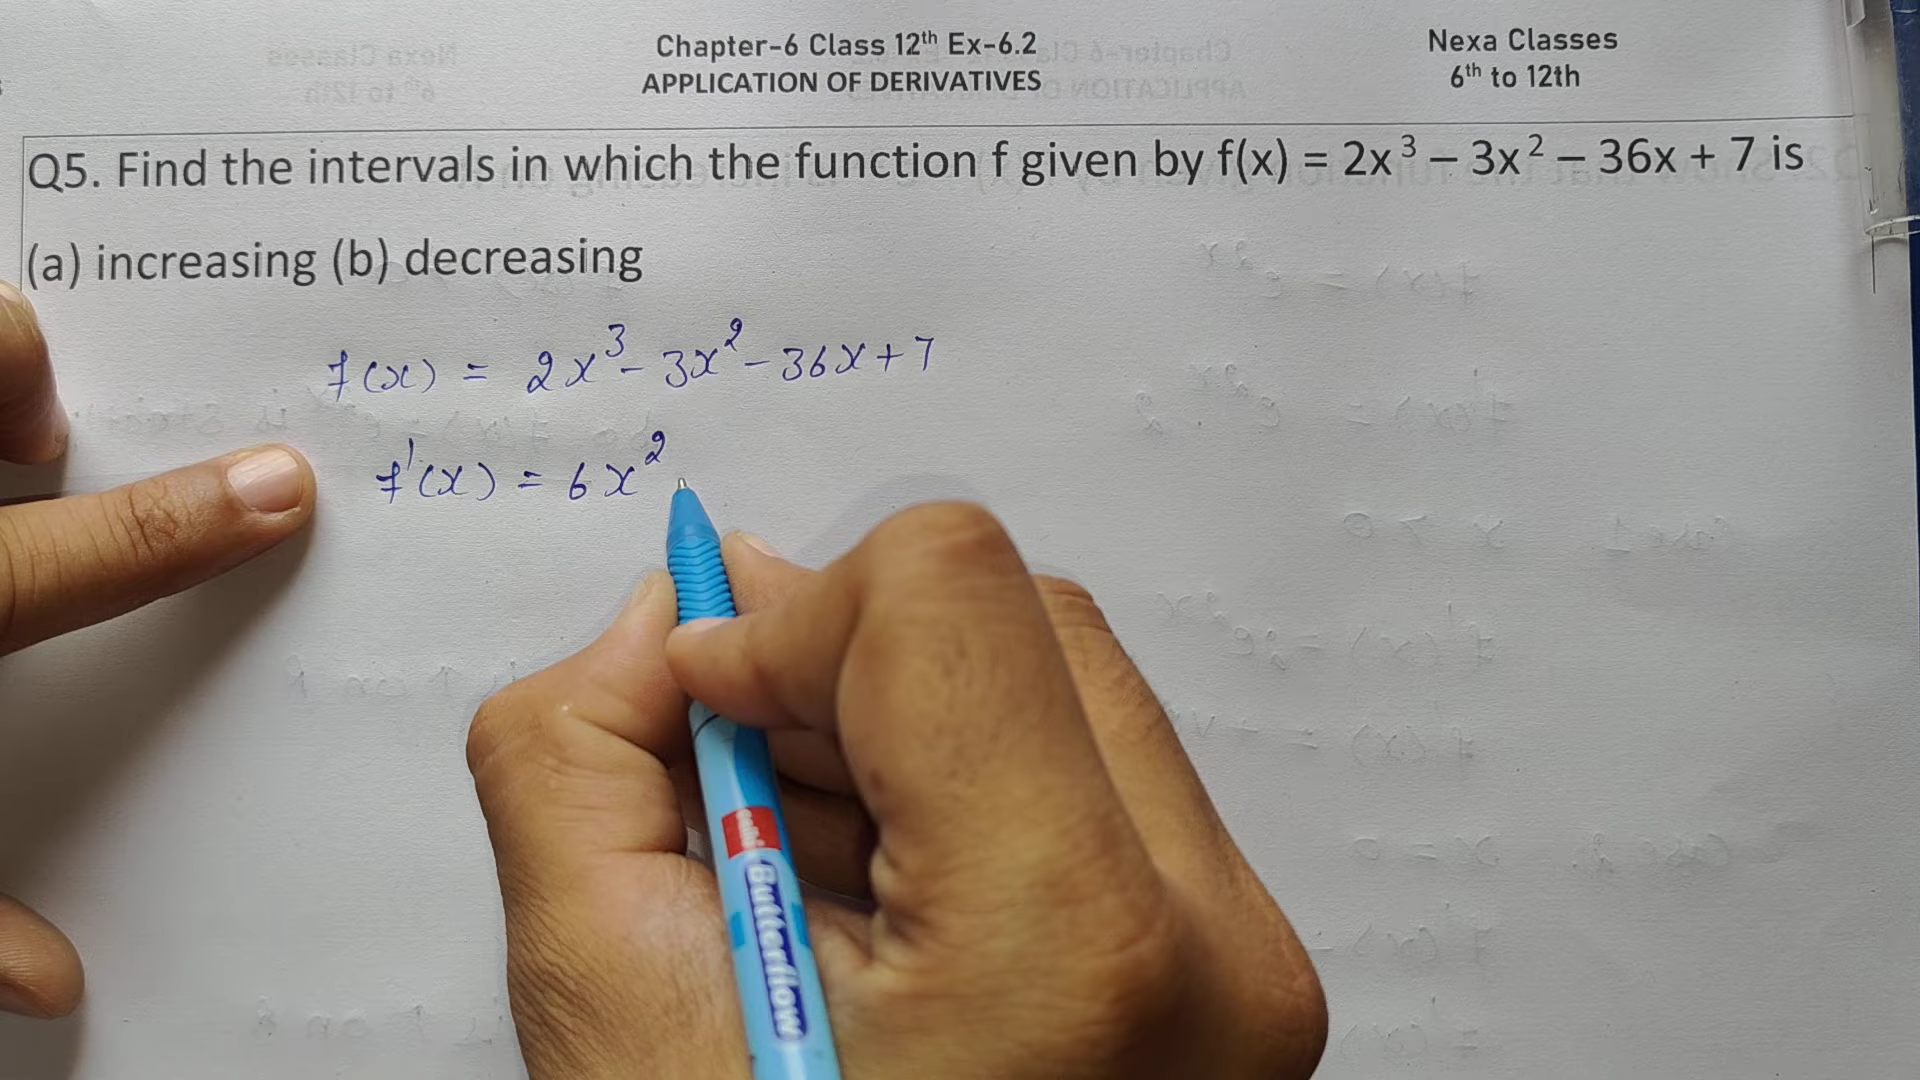 Chapter-6 Class 12th Ex-6.2
APPLICATION OF DERIVATIVES
Nexa Classes
6th to 12th
Q5. Find the intervals in which the function f given by f(x) = 2x³ – 3x² – 36x + 7 is
(a) increasing (b) decreasing
f(x) = 2x³ - 3x² - 36x + 7
f'(x) = 6x²
cello
Butterflow